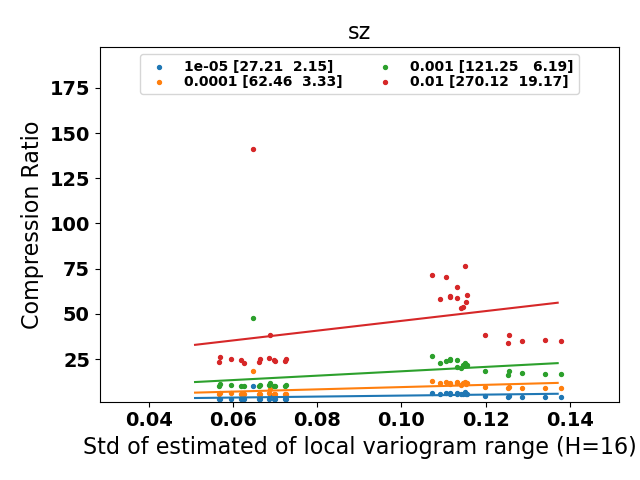 sz
1e-05 [27.21  2.15]
0.0001 [62.46  3.33]
0.001 [121.25   6.19]
0.01 [270.12  19.17]
Compression Ratio
175
150
125
100
75
50
25
0.04 0.06 0.08 0.10 0.12 0.14
Std of estimated of local variogram range (H=16)